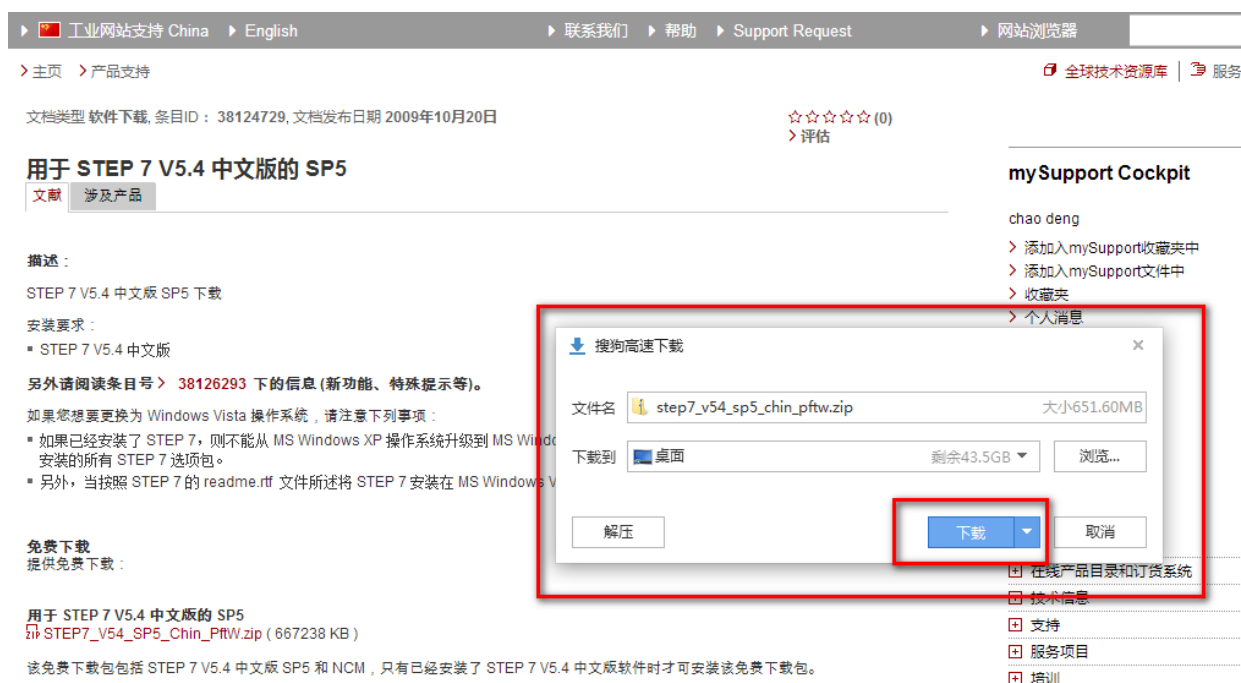 工业网站支持 China English 联系我们 帮助 Support Request 网站浏览器
主页 产品支持 全球技术资源库 服务
文档类型 软件下载, 条目ID： 38124729, 文档发布日期 2009年10月20日 (0)
评估
用于 STEP 7 V5.4 中文版的 SP5
文献 涉及产品
mySupport Cockpit
chao deng
添加入mySupport收藏夹中
添加入mySupport文件中
收藏夹
个人消息
描述：
STEP 7 V5.4 中文版 SP5 下载
安装要求：
STEP 7 V5.4 中文版
另外请阅读条目号 38126293 下的信息 (新功能、特殊提示等)。
如果您想要更换为 Windows Vista 操作系统，请注意下列事项：
如果已经安装了 STEP 7，则不能从 MS Windows XP 操作系统升级到 MS Windo
安装的所有 STEP 7 选项包。
另外，当按照 STEP 7 的 readme.rtf 文件所述将 STEP 7 安装在 MS Windows V
搜狗高速下载
文件名 step7_v54_sp5_chin_pftw.zip 大小651.60MB
下载到 桌面 剩余43.5GB 浏览...
解压 下载 取消
免费下载
提供免费下载：
用于 STEP 7 V5.4 中文版的 SP5
STEP7_V54_SP5_Chin_PftW.zip ( 667238 KB )
该免费下载包包括 STEP 7 V5.4 中文版 SP5 和 NCM，只有已经安装了 STEP 7 V5.4 中文版软件时才可安装该免费下载包。
在线产品目录和订货系统
技术信息
支持
服务项目
培训